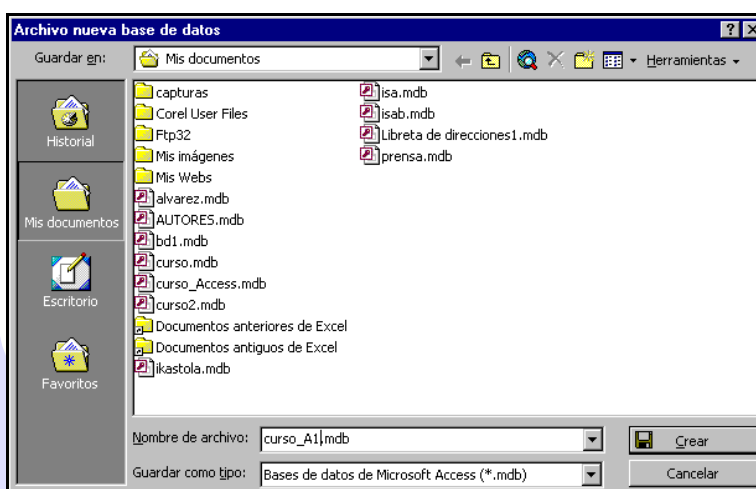 Archivo nueva base de datos
Guardar en: Mis documentos Herramientas
Historial
Mis documentos
Escritorio
Favoritos
capturas
Corel User Files
Ftp32
Mis imágenes
Mis Webs
alvarez.mdb
AUTORES.mdb
bd1.mdb
curso.mdb
curso_Access.mdb
curso2.mdb
Documentos anteriores de Excel
Documentos antiguos de Excel
ikastola.mdb
isa.mdb
isab.mdb
Libreta de direcciones1.mdb
prensa.mdb
Nombre de archivo: curso_A1.mdb Crear
Guardar como tipo: Bases de datos de Microsoft Access (*.mdb) Cancelar